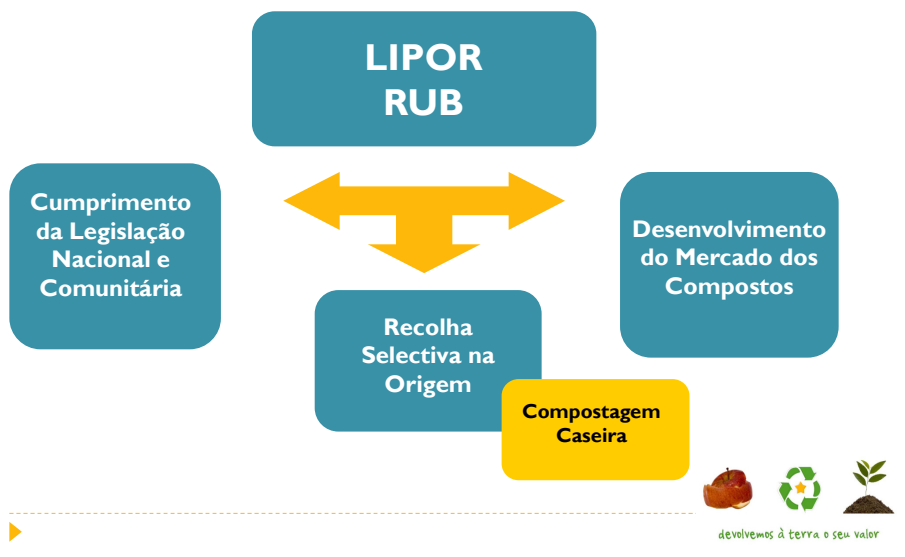 LIPOR
RUB
Cumprimento
da Legislação
Nacional e
Comunitária
Desenvolvimento
do Mercado dos
Compostos
Recolha
Selectiva na
Origem
Compostagem
Caseira
devolvemos à terra o seu valor